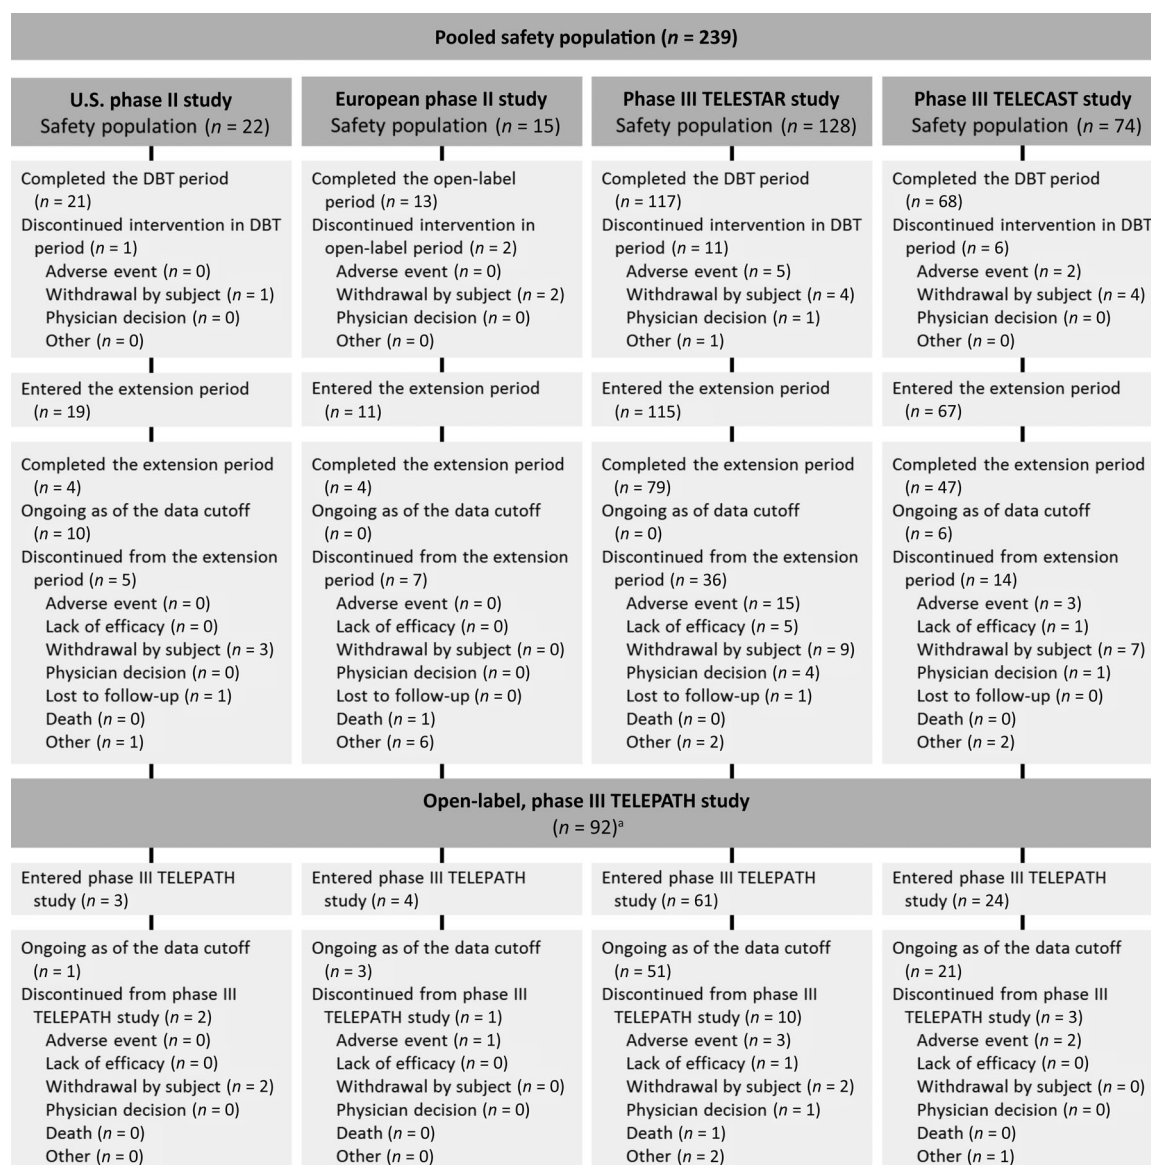 Pooled safety population (n = 239)
U.S. phase II study
Safety population (n = 22)
Completed the DBT period
(n = 21)
Discontinued intervention in DBT
period (n = 1)
Adverse event (n = 0)
Withdrawal by subject (n = 1)
Physician decision (n = 0)
Other (n = 0)
Entered the extension period
(n = 19)
Completed the extension period
(n = 4)
Ongoing as of the data cutoff
(n = 10)
Discontinued from the extension
period (n = 5)
Adverse event (n = 0)
Lack of efficacy (n = 0)
Withdrawal by subject (n = 3)
Physician decision (n = 0)
Lost to follow-up (n = 1)
Death (n = 0)
Other (n = 1)
European phase II study
Safety population (n = 15)
Completed the open-label
period (n = 13)
Discontinued intervention in
open-label period (n = 2)
Adverse event (n = 0)
Withdrawal by subject (n = 2)
Physician decision (n = 0)
Other (n = 0)
Entered the extension period
(n = 11)
Completed the extension period
(n = 4)
Ongoing as of the data cutoff
(n = 0)
Discontinued from the extension
period (n = 7)
Adverse event (n = 0)
Lack of efficacy (n = 0)
Withdrawal by subject (n = 0)
Physician decision (n = 0)
Lost to follow-up (n = 0)
Death (n = 1)
Other (n = 6)
Phase III TELESTAR study
Safety population (n = 128)
Completed the DBT period
(n = 117)
Discontinued intervention in DBT
period (n = 11)
Adverse event (n = 5)
Withdrawal by subject (n = 4)
Physician decision (n = 1)
Other (n = 1)
Entered the extension period
(n = 115)
Completed the extension period
(n = 79)
Ongoing as of data cutoff
(n = 0)
Discontinued from the extension
period (n = 36)
Adverse event (n = 15)
Lack of efficacy (n = 5)
Withdrawal by subject (n = 9)
Physician decision (n = 4)
Lost to follow-up (n = 1)
Death (n = 0)
Other (n = 2)
Phase III TELECAST study
Safety population (n = 74)
Completed the DBT period
(n = 68)
Discontinued intervention in DBT
period (n = 6)
Adverse event (n = 2)
Withdrawal by subject (n = 4)
Physician decision (n = 0)
Other (n = 0)
Entered the extension period
(n = 67)
Completed the extension period
(n = 47)
Ongoing as of data cutoff
(n = 6)
Discontinued from extension
period (n = 14)
Adverse event (n = 3)
Lack of efficacy (n = 1)
Withdrawal by subject (n = 7)
Physician decision (n = 1)
Lost to follow-up (n = 0)
Death (n = 0)
Other (n = 2)
Open-label, phase III TELEPATH study
(n = 92)a
Entered phase III TELEPATH
study (n = 3)
Ongoing as of the data cutoff
(n = 1)
Discontinued from phase III
TELEPATH study (n = 2)
Adverse event (n = 0)
Lack of efficacy (n = 0)
Withdrawal by subject (n = 2)
Physician decision (n = 0)
Death (n = 0)
Other (n = 0)
Entered phase III TELEPATH
study (n = 4)
Ongoing as of the data cutoff
(n = 3)
Discontinued from phase III
TELEPATH study (n = 1)
Adverse event (n = 1)
Lack of efficacy (n = 0)
Withdrawal by subject (n = 0)
Physician decision (n = 0)
Death (n = 0)
Other (n = 0)
Entered phase III TELEPATH
study (n = 61)
Ongoing as of the data cutoff
(n = 51)
Discontinued from phase III
TELEPATH study (n = 10)
Adverse event (n = 3)
Lack of efficacy (n = 1)
Withdrawal by subject (n = 2)
Physician decision (n = 1)
Death (n = 1)
Other (n = 2)
Entered phase III TELEPATH
study (n = 24)
Ongoing as of the data cutoff
(n = 21)
Discontinued from phase III
TELEPATH study (n = 3)
Adverse event (n = 2)
Lack of efficacy (n = 0)
Withdrawal by subject (n = 0)
Physician decision (n = 0)
Death (n = 0)
Other (n = 1)